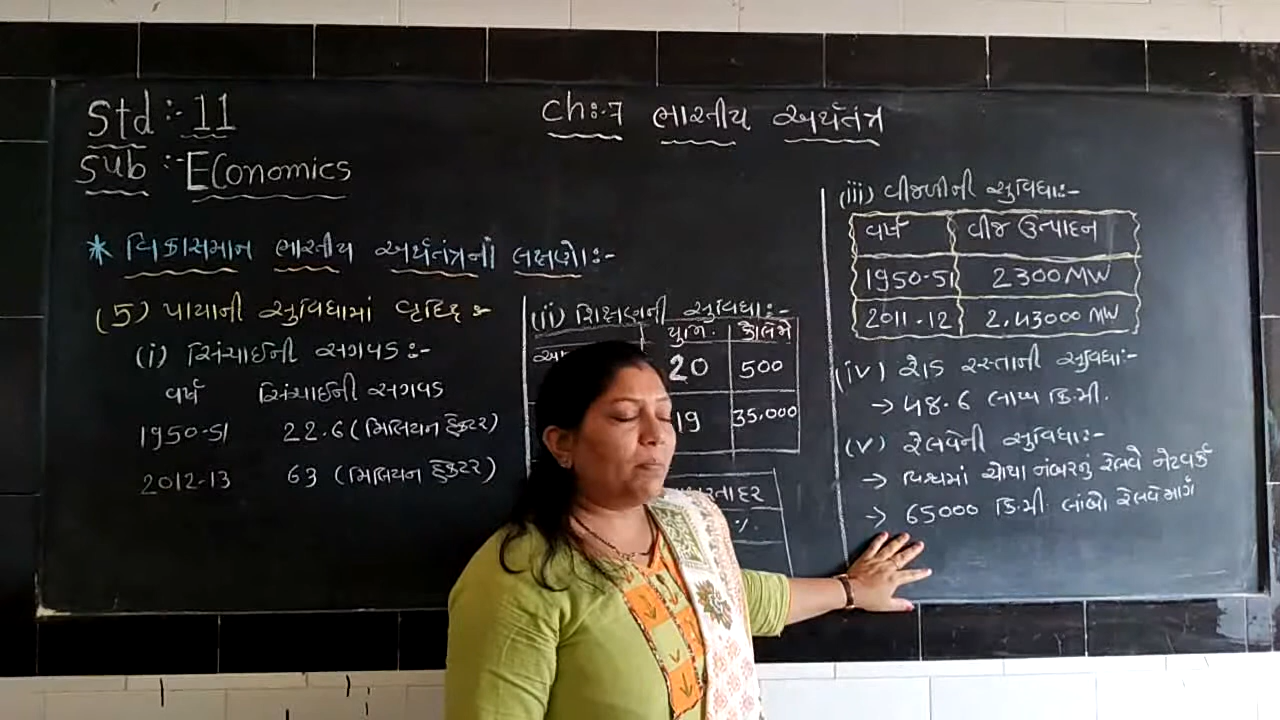 Std :- 11
Sub :- Economics
ch:-7 ભારતીય અર્થતંત્ર
* વિકાસમાન ભારતીય અર્થતંત્રનાં લક્ષણો:-
(5) પાયાની સુવિધામાં વૃદ્ધિ :-
(i) સિંચાઈની સગવડ :-
વર્ષ સિંચાઈની સગવડ
1950-51 22.6 (મિલિયન હેક્ટર)
2012-13 63 (મિલિયન હેક્ટર)
(ii) શિક્ષણની સુવિધા :-
યુનિ. કોલેજ
20 500
19 35,000
%
(iii) વીજળીની સુવિધા:-
વર્ષ વીજ ઉત્પાદન
1950-51 2300 MW
2011-12 2,43000 MW
(iv) રોડ રસ્તાની સુવિધા:-
→ 48.6 લાખ કિ.મી.
(v) રેલવેની સુવિધા:-
→ વિશ્વમાં ચોથા નંબરનું રેલવે નેટવર્ક
→ 65000 કિ.મી. લાંબો રેલવે માર્ગ